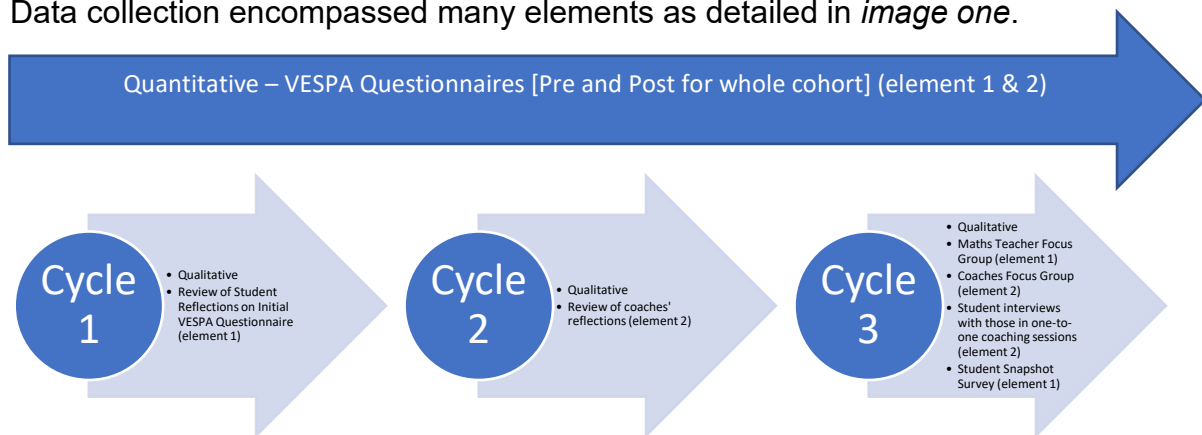 Data collection encompassed many elements as detailed in image one.
Quantitative – VESPA Questionnaires [Pre and Post for whole cohort] (element 1 & 2)
Cycle
1
• Qualitative
• Review of Student
Reflections on Initial
VESPA Questionnaire
(element 1)
Cycle
2
• Qualitative
• Review of coaches'
reflections (element 2)
Cycle
3
• Qualitative
• Maths Teacher Focus
Group (element 1)
• Coaches Focus Group
(element 2)
• Student interviews
with those in one-to-
one coaching sessions
(element 2)
• Student Snapshot
Survey (element 1)